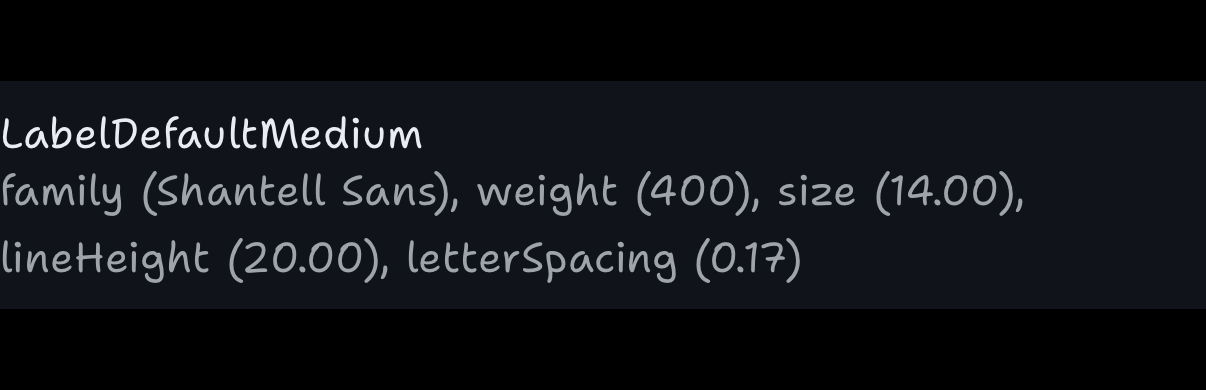 LabelDefaultMedium
family (Shantell Sans), weight (400), size (14.00),
lineHeight (20.00), letterSpacing (0.17)